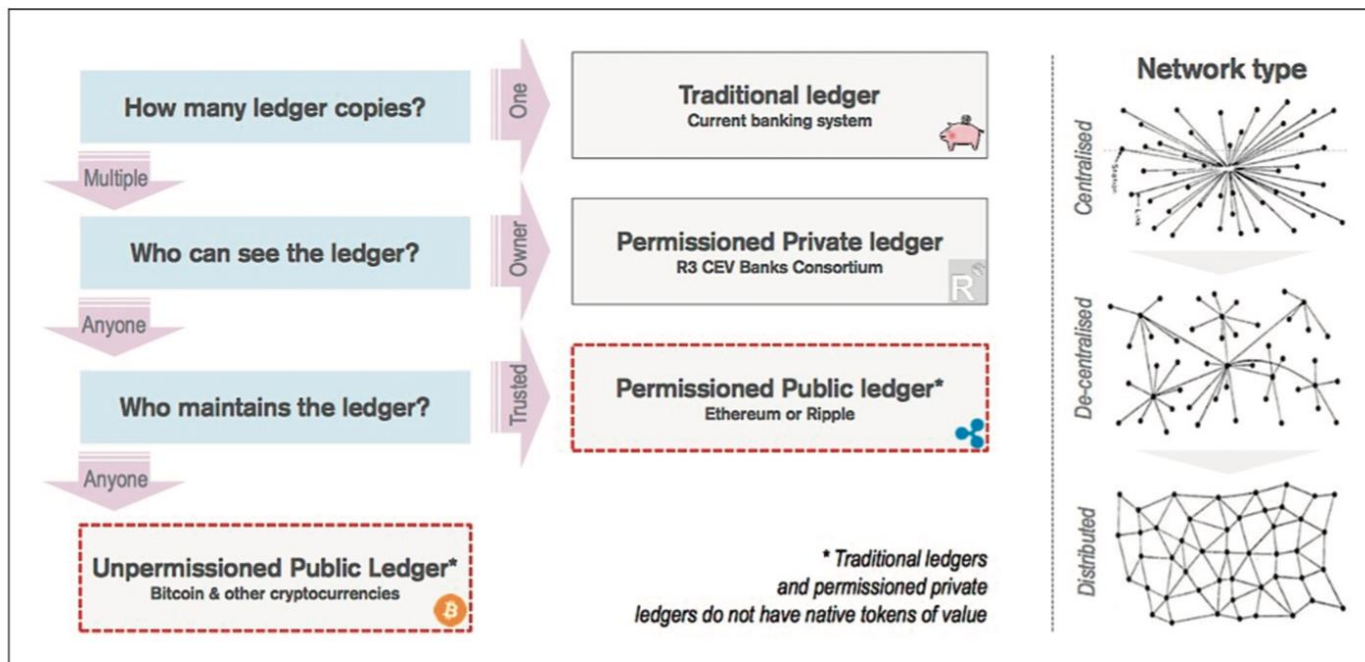 How many ledger copies?
One
Traditional ledger
Current banking system
Multiple
Who can see the ledger?
Owner
Permissioned Private ledger
R3 CEV Banks Consortium
R
Anyone
Who maintains the ledger?
Trusted
Permissioned Public ledger*
Ethereum or Ripple
Anyone
Unpermissioned Public Ledger*
Bitcoin & other cryptocurrencies
* Traditional ledgers
and permissioned private
ledgers do not have native tokens of value
Network type
Centralised
Station
Link
De-centralised
Distributed